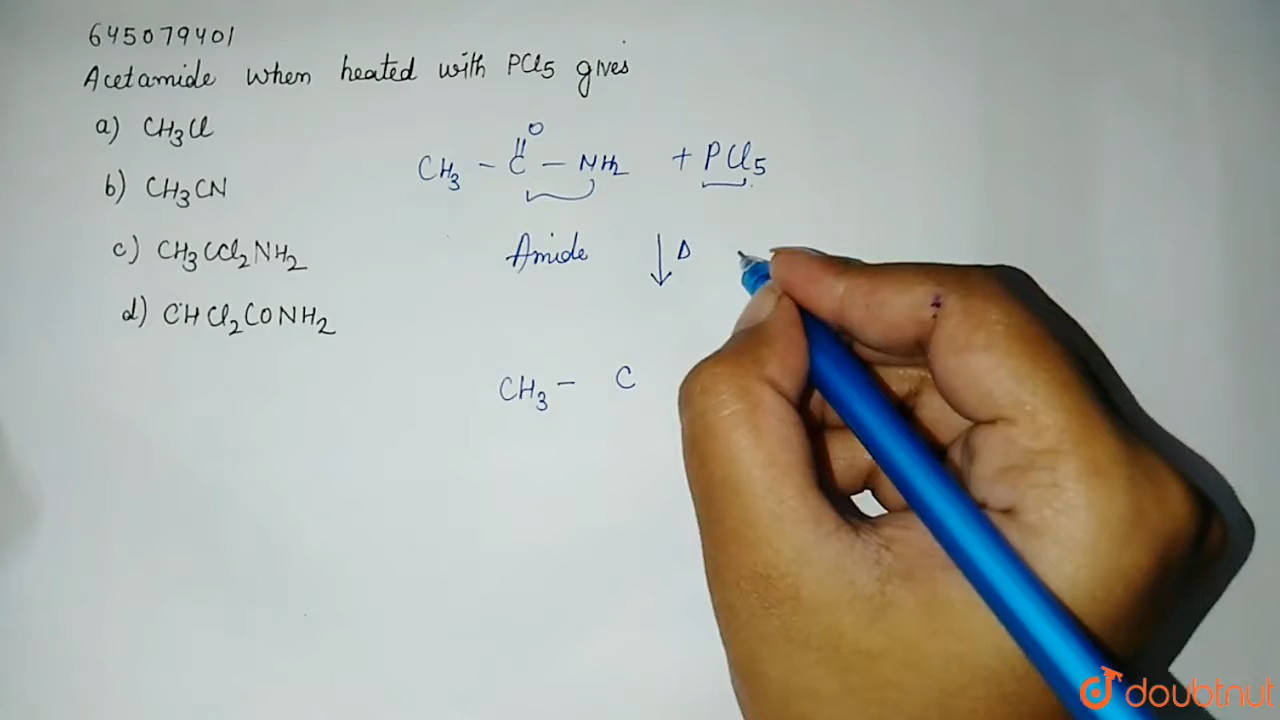 645079401
Acetamide when heated with PCl5 gives
a) CH3Cl
b) CH3CN
c) CH3CCl2NH2
d) CHCl2CONH2
O
CH3 - C - NH2 + PCl5
Amide ↓ Δ
CH3 - C
doubtnut